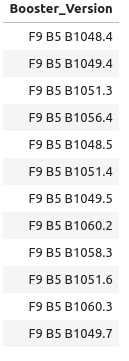 Booster_Version
F9 B5 B1048.4
F9 B5 B1049.4
F9 B5 B1051.3
F9 B5 B1056.4
F9 B5 B1048.5
F9 B5 B1051.4
F9 B5 B1049.5
F9 B5 B1060.2
F9 B5 B1058.3
F9 B5 B1051.6
F9 B5 B1060.3
F9 B5 B1049.7